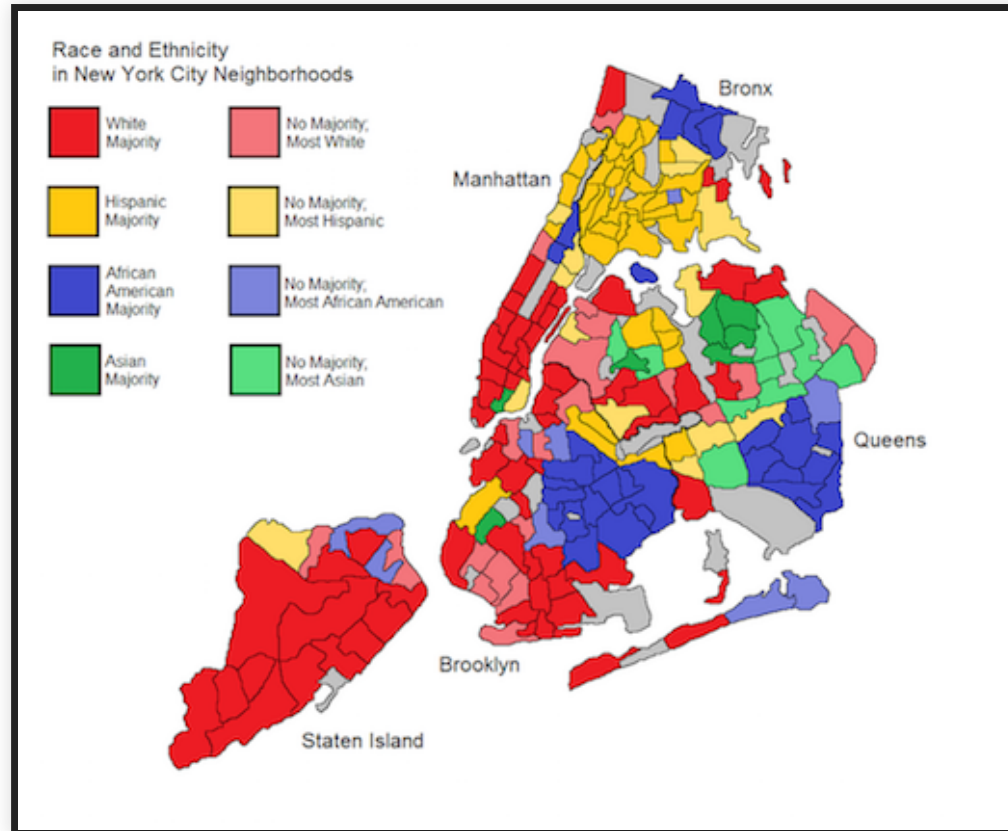 Race and Ethnicity
in New York City Neighborhoods
White
Majority
No Majority;
Most White
Hispanic
Majority
No Majority;
Most Hispanic
African
American
Majority
No Majority;
Most African American
Asian
Majority
No Majority;
Most Asian
Bronx
Manhattan
Queens
Brooklyn
Staten Island